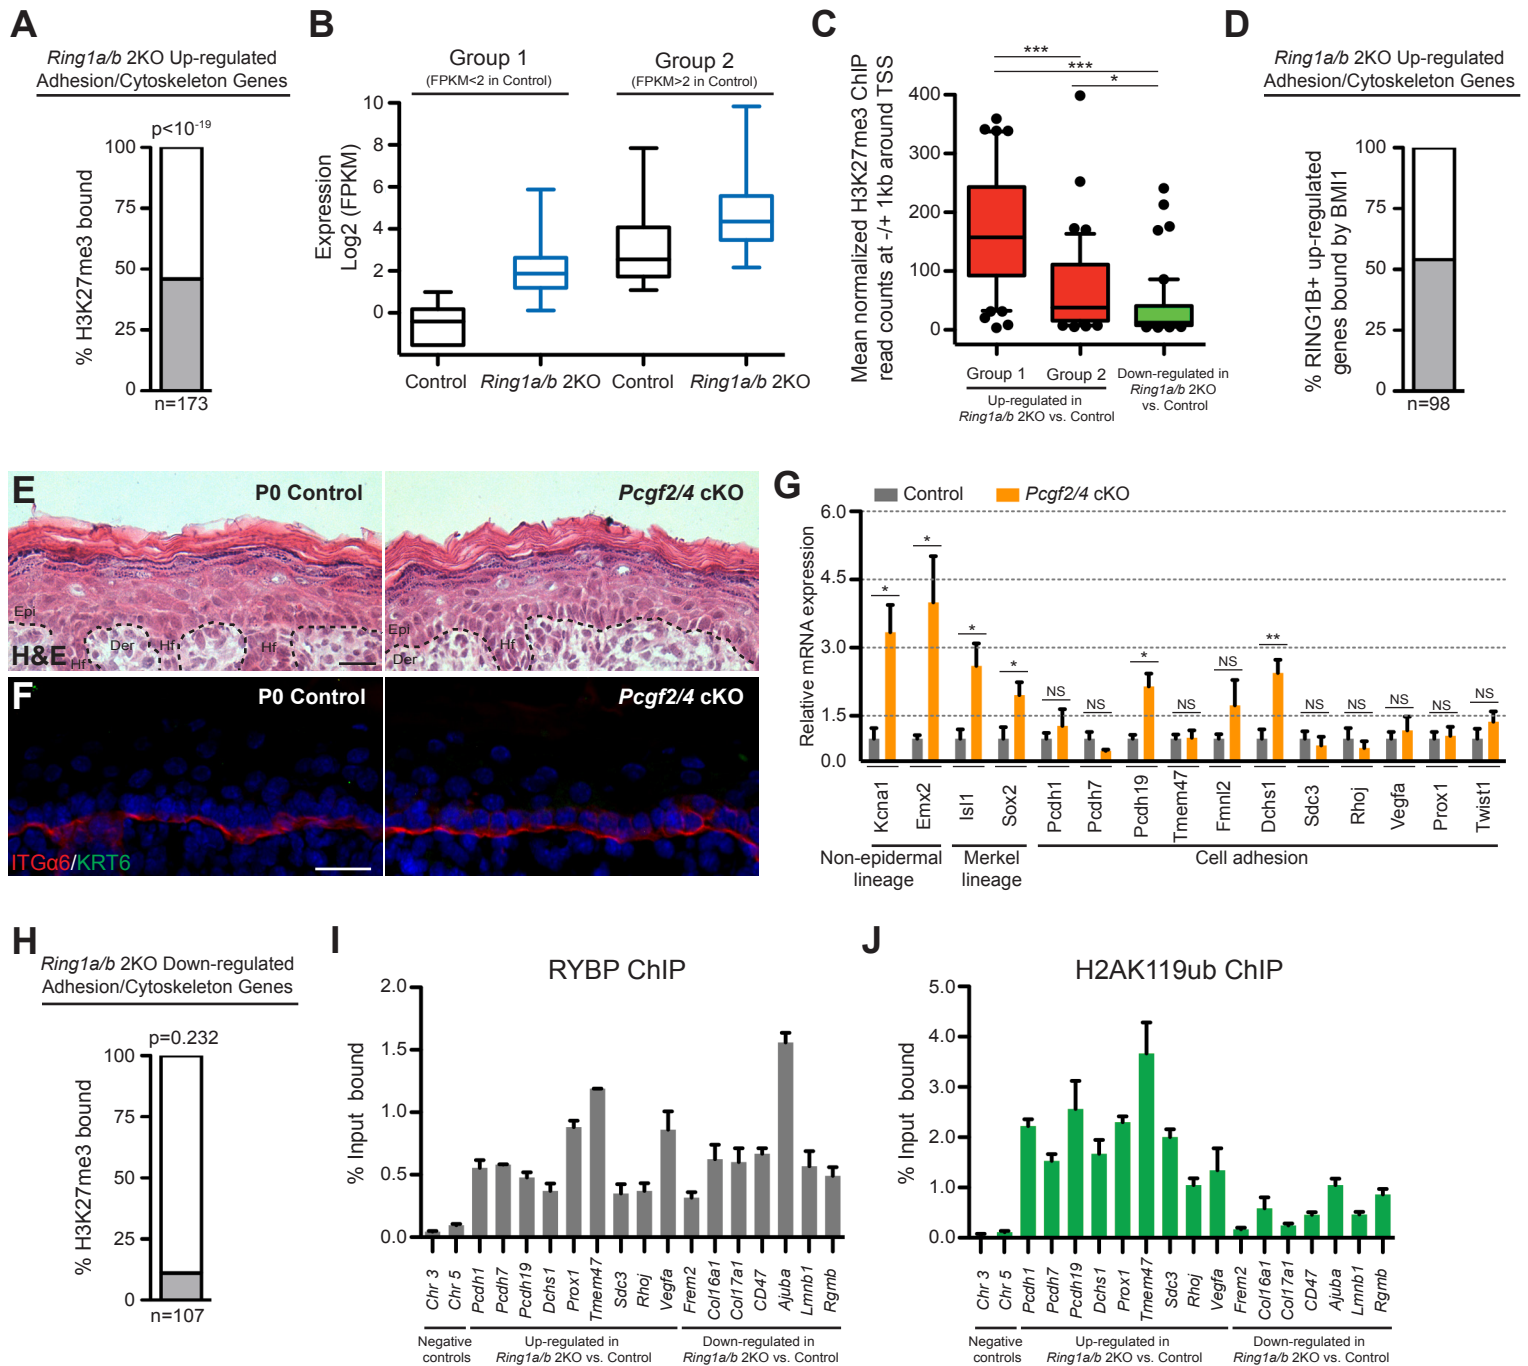 A
Ring1a/b 2KO Up-regulated
Adhesion/Cytoskeleton Genes
p<10-19
% H3K27me3 bound
100
75
50
25
0
n=173
B
Group 1
(FPKM<2 in Control)
Group 2
(FPKM>2 in Control)
Expression
Log2 (FPKM)
10
8
6
4
2
0
Control
Ring1a/b 2KO
Control
Ring1a/b 2KO
C
Mean normalized H3K27me3 ChIP
read counts at -/+ 1kb around TSS
***
***
*
400
300
200
100
0
Group 1
Group 2
Up-regulated in
Ring1a/b 2KO vs. Control
Down-regulated in
Ring1a/b 2KO
vs. Control
D
Ring1a/b 2KO Up-regulated
Adhesion/Cytoskeleton Genes
% RING1B+ up-regulated
genes bound by BMI1
100
75
50
25
0
n=98
E
P0 Control
Epi
Der
Hf
Hf
Hf
H&E
Pcgf2/4 cKO
Epi
Der
Hf
F
P0 Control
ITGα6/KRT6
Pcgf2/4 cKO
G
Control
Pcgf2/4 cKO
Relative mRNA expression
6.0
4.5
3.0
1.5
0.0
*
*
*
*
NS
NS
*
NS
NS
**
NS
NS
NS
NS
NS
Kcna1
Emx2
Isl1
Sox2
Pcdh1
Pcdh7
Pcdh19
Tmem47
Fmnl2
Dchs1
Sdc3
Rhoj
Vegfa
Prox1
Twist1
Non-epidermal
lineage
Merkel
lineage
Cell adhesion
H
Ring1a/b 2KO Down-regulated
Adhesion/Cytoskeleton Genes
p=0.232
% H3K27me3 bound
100
75
50
25
0
n=107
I
RYBP ChIP
% Input bound
2.0
1.5
1.0
0.5
0.0
Chr 3
Chr 5
Pcdh1
Pcdh7
Pcdh19
Dchs1
Prox1
Tmem47
Sdc3
Rhoj
Vegfa
Frem2
Col16a1
Col17a1
CD47
Ajuba
Lmnb1
Rgmb
Negative
controls
Up-regulated in
Ring1a/b 2KO vs. Control
Down-regulated in
Ring1a/b 2KO vs. Control
J
H2AK119ub ChIP
% Input bound
5.0
4.0
3.0
2.0
1.0
0.0
Chr 3
Chr 5
Pcdh1
Pcdh7
Pcdh19
Dchs1
Prox1
Tmem47
Sdc3
Rhoj
Vegfa
Frem2
Col16a1
Col17a1
CD47
Ajuba
Lmnb1
Rgmb
Negative
controls
Up-regulated in
Ring1a/b 2KO vs. Control
Down-regulated in
Ring1a/b 2KO vs. Control